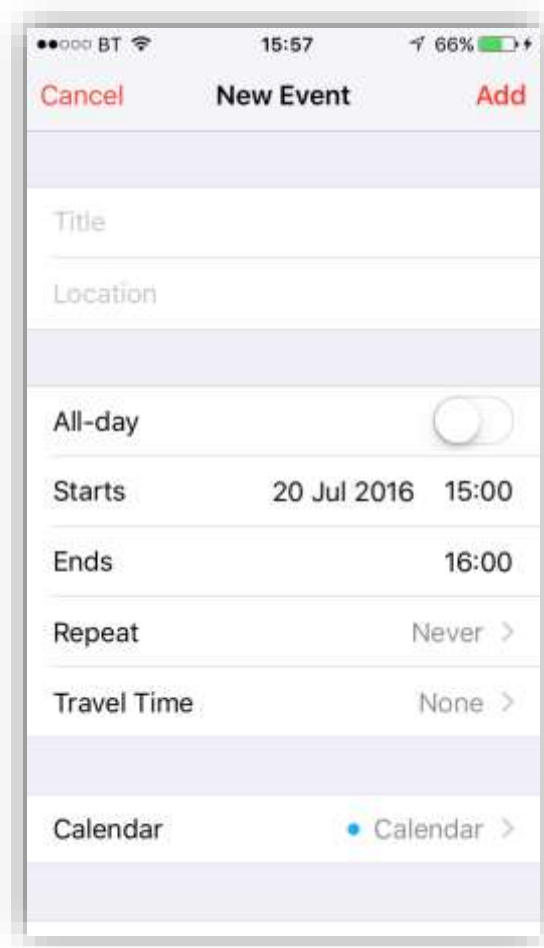 BT 15:57 66%
Cancel New Event Add
Title
Location
All-day
Starts 20 Jul 2016 15:00
Ends 16:00
Repeat Never >
Travel Time None >
Calendar • Calendar >